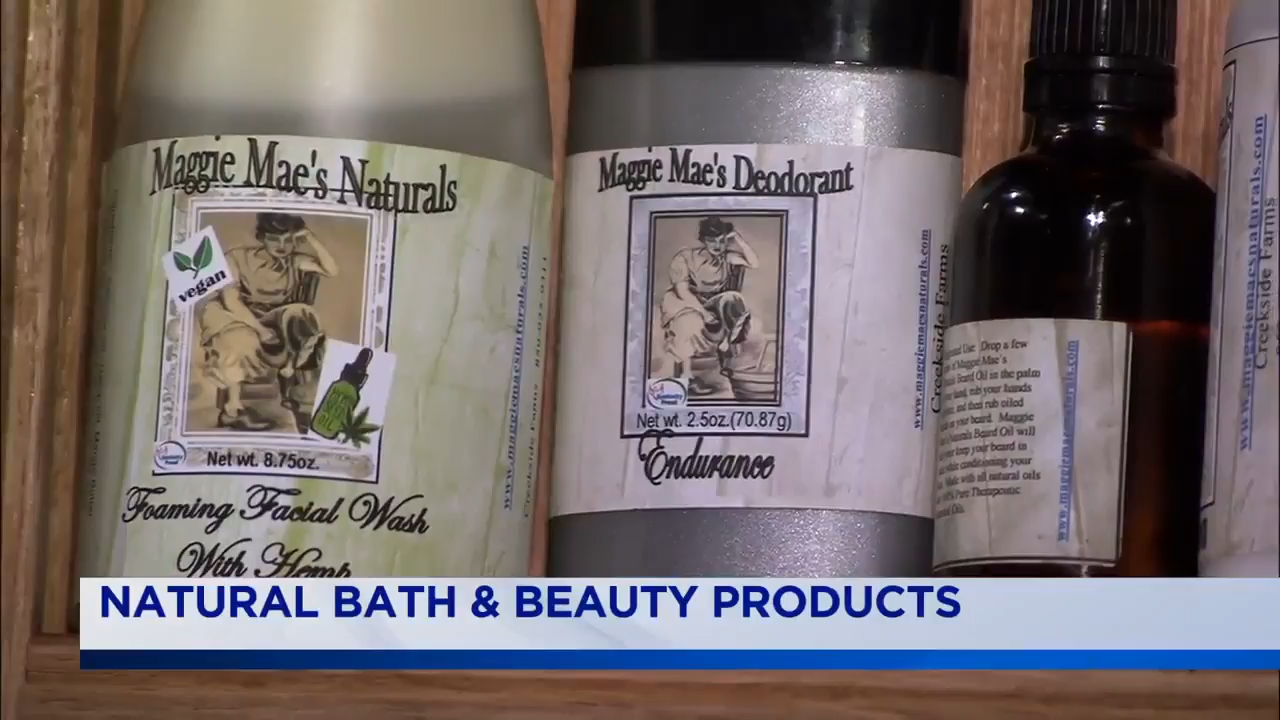 Maggie Mae's Naturals
vegan
Net wt. 8.75oz.
Foaming Facial Wash
With Hemp
www.maggiemaesnaturals.com
Creekside Farms
Maggie Mae's Deodorant
Net wt. 2.5oz.(70.87g)
Endurance
www.maggiemaesnaturals.com
Creekside Farms
Use Drop a few
of Maggie Mae's
Beard Oil in the palm
hand, rub your hands
and then rub oiled
on your beard. Maggie
Naturals Beard Oil will
keep your beard in
while conditioning your
Made with all natural oils
Pure Therapeutic
Oils.
www.maggiemaesnaturals.com
www.maggiemaesnaturals.com
Creekside Farms
NATURAL BATH & BEAUTY PRODUCTS